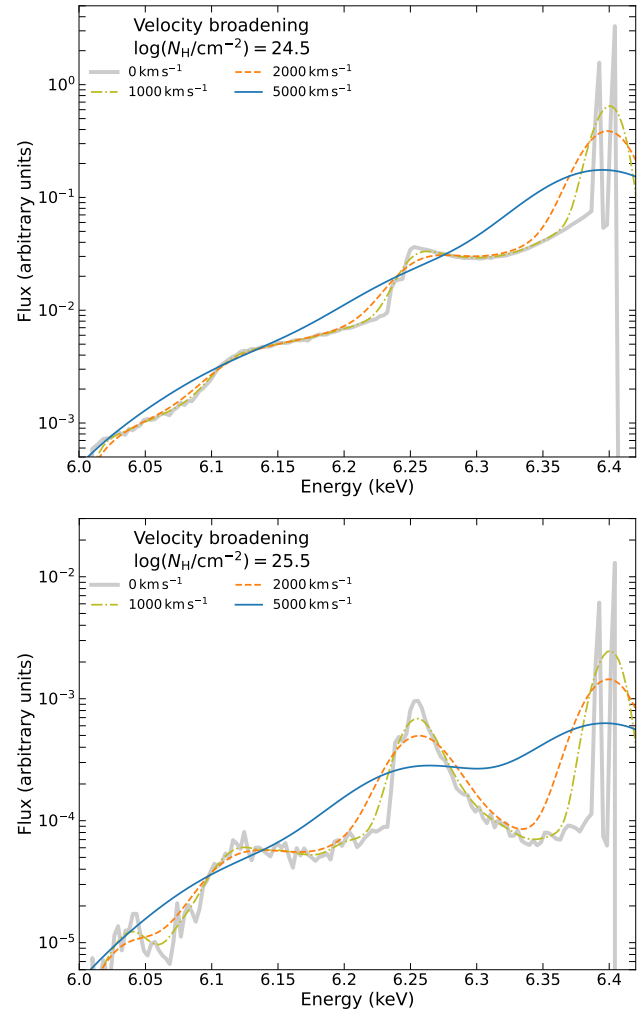 Velocity broadening
log(N_H/cm⁻²) = 24.5
0 km s⁻¹
2000 km s⁻¹
1000 km s⁻¹
5000 km s⁻¹
10⁰
10⁻¹
10⁻²
10⁻³
Flux (arbitrary units)
6.0 6.05 6.1 6.15 6.2 6.25 6.3 6.35 6.4
Energy (keV)
Velocity broadening
log(N_H/cm⁻²) = 25.5
0 km s⁻¹
2000 km s⁻¹
1000 km s⁻¹
5000 km s⁻¹
10⁻²
10⁻³
10⁻⁴
10⁻⁵
Flux (arbitrary units)
6.0 6.05 6.1 6.15 6.2 6.25 6.3 6.35 6.4
Energy (keV)